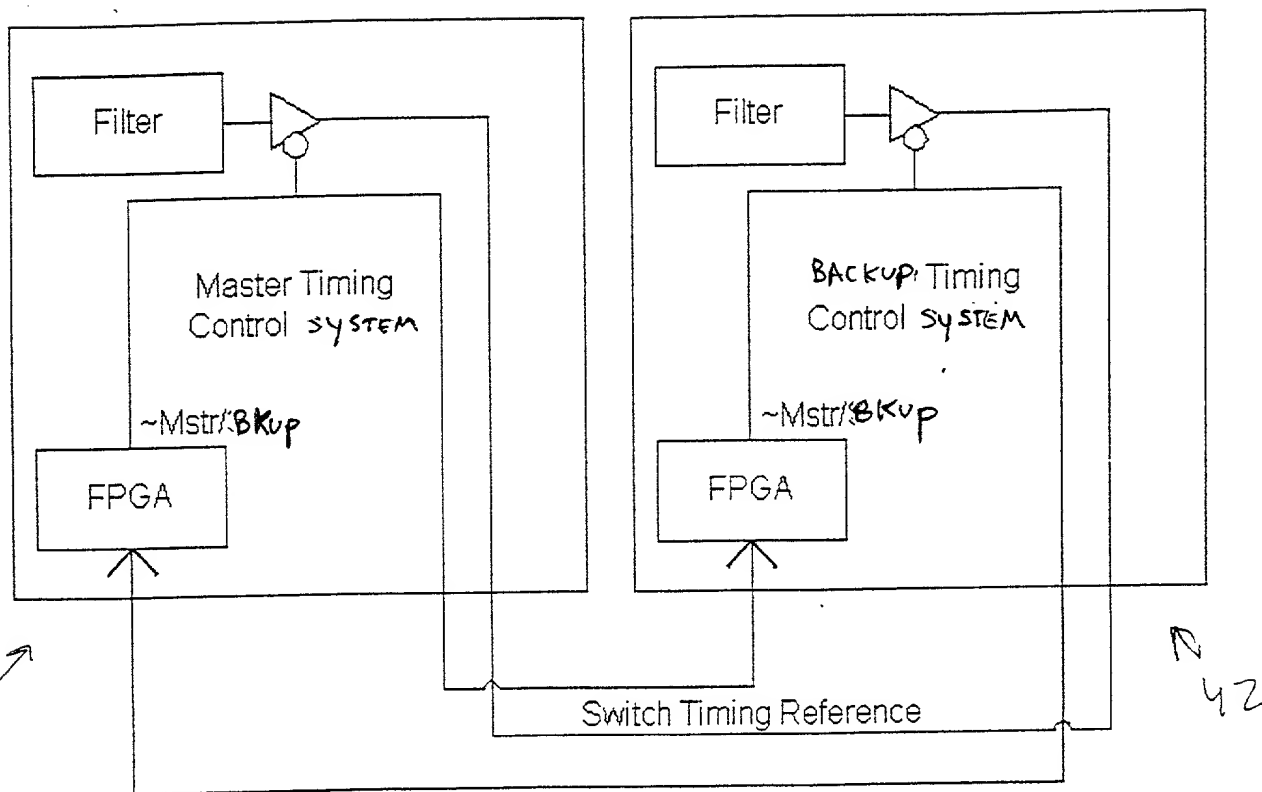 Filter
Master Timing
Control SYSTEM
~Mstr/BKup
FPGA
Filter
BACKUP Timing
Control SYSTEM
~Mstr/BKup
FPGA
Switch Timing Reference
42